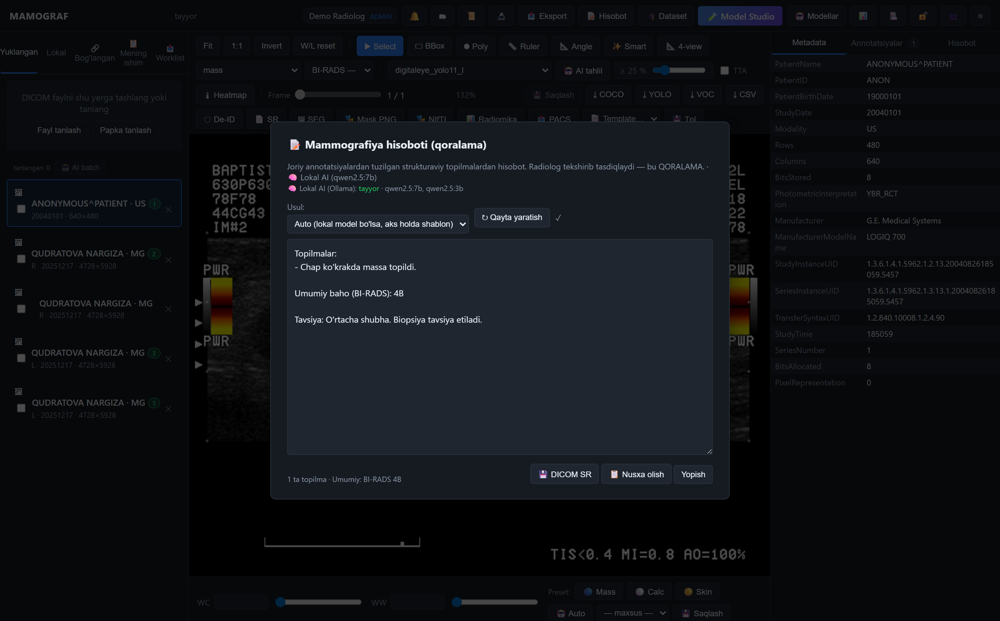 MAMOGRAF
tayyor
Demo Radiolog ADMIN
Eksport
Hisobot
Dataset
Model Studio
Modellar
Yuklangan
Lokal
Bog'langan
Mening ishim
Worklist
DICOM faylni shu yerga tashlang yoki
tanlang
Fayl tanlash
Papka tanlash
tanlangan: 0
AI batch
ANONYMOUS^PATIENT · US 1
20040101 · 640×480
QUDRATOVA NARGIZA · MG 2
R · 20251217 · 4728×5928
QUDRATOVA NARGIZA · MG
R · 20251217 · 4728×5928
QUDRATOVA NARGIZA · MG 3
L · 20251217 · 4728×5928
QUDRATOVA NARGIZA · MG 1
L · 20251217 · 4728×5928
Fit
1:1
Invert
W/L reset
Select
BBox
Poly
Ruler
Angle
Smart
4-view
mass
BI-RADS —
digitaleye_yolo11_l
AI tahlil
≥ 25 %
TTA
Heatmap
Frame
1 / 1
132%
Saqlash
↓ COCO
↓ YOLO
↓ VOC
↓ CSV
De-ID
SR
SEG
Mask PNG
NIfTI
Radiomika
PACS
Template...
Tpl
BAPTIST
630P630
78F78
44CG43
IM#2
PWR
PWR
2L
EL
18
22
78.
PWR
PWR
TIS<0.4 MI=0.8 AO=100%
Mammografiya hisoboti (qoralama)
Joriy annotatsiyalardan tuzilgan strukturaviy topilmalardan hisobot. Radiolog tekshirib tasdiqlaydi — bu QORALAMA. ·
Lokal AI (qwen2.5:7b)
Lokal AI (Ollama): tayyor · qwen2.5:7b, qwen2.5:3b
Usul:
Auto (lokal model bo'lsa, aks holda shablon)
↻ Qayta yaratish ✓
Topilmalar:
- Chap ko'krakda massa topildi.
Umumiy baho (BI-RADS): 4B
Tavsiya: O'rtacha shubha. Biopsiya tavsiya etiladi.
1 ta topilma · Umumiy: BI-RADS 4B
DICOM SR
Nusxa olish
Yopish
WC
WW
Preset:
Mass
Calc
Skin
Auto
— maxsus —
Saqlash
Metadata
Annotatsiyalar 1
Hisobot
PatientName ANONYMOUS^PATIENT
PatientID ANON
PatientBirthDate 19000101
StudyDate 20040101
Modality US
Rows 480
Columns 640
BitsStored 8
PhotometricInterpretat YBR_RCT
ion
Manufacturer G.E. Medical Systems
ManufacturerModelNa LOGIQ 700
me
StudyInstanceUID 1.3.6.1.4.1.5962.1.2.13.20040826185
059.5457
SeriesInstanceUID 1.3.6.1.4.1.5962.1.3.13.1.2004082618
5059.5457
TransferSyntaxUID 1.2.840.10008.1.2.4.90
StudyTime 185059
SeriesNumber 1
BitsAllocated 8
PixelRepresentation 0